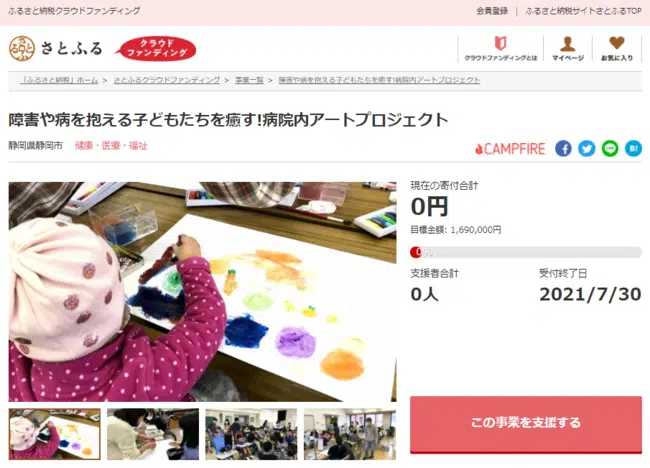 ふるさと納税クラウドファンディング
会員登録 | ふるさと納税サイトさとふるTOP
さとふる
クラウド
ファンディング
クラウドファンディングとは
マイページ
お気に入り
「ふるさと納税」ホーム > さとふるクラウドファンディング > 事業一覧 > 障害や病を抱える子どもたちを癒す!病院内アートプロジェクト
障害や病を抱える子どもたちを癒す!病院内アートプロジェクト
静岡県静岡市 健康・医療・福祉
CAMPFIRE
現在の寄付合計
0円
目標金額: 1,690,000円
0%
支援者合計 受付終了日
0人 2021/7/30
この事業を支援する